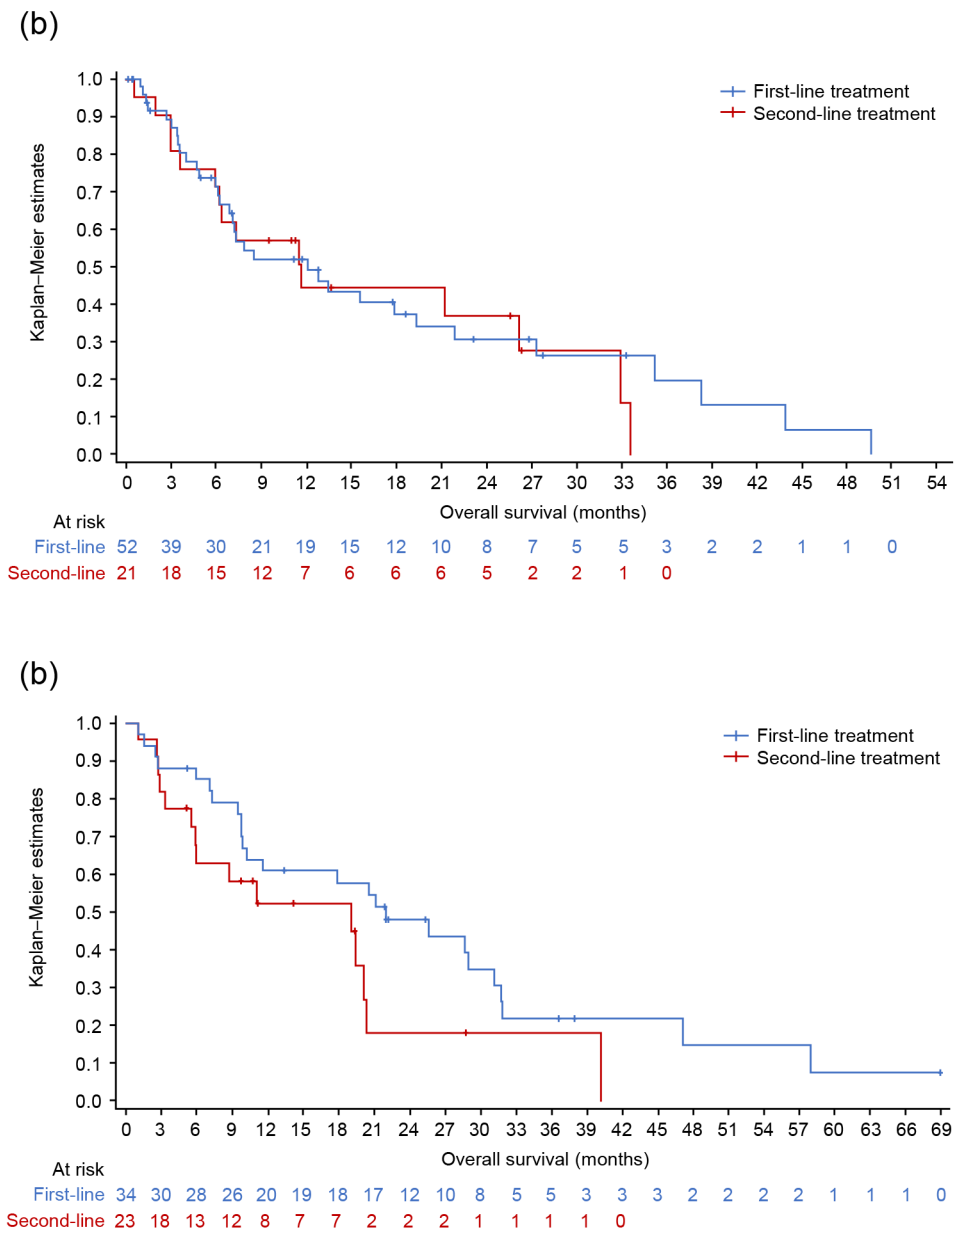 (b)
First-line treatment
Second-line treatment
Kaplan–Meier estimates
1.0
0.9
0.8
0.7
0.6
0.5
0.4
0.3
0.2
0.1
0.0
0 3 6 9 12 15 18 21 24 27 30 33 36 39 42 45 48 51 54
Overall survival (months)
At risk
First-line 52 39 30 21 19 15 12 10 8 7 5 5 3 2 2 1 1 0
Second-line 21 18 15 12 7 6 6 6 5 2 2 1 0
(b)
First-line treatment
Second-line treatment
Kaplan–Meier estimates
1.0
0.9
0.8
0.7
0.6
0.5
0.4
0.3
0.2
0.1
0.0
0 3 6 9 12 15 18 21 24 27 30 33 36 39 42 45 48 51 54 57 60 63 66 69
Overall survival (months)
At risk
First-line 34 30 28 26 20 19 18 17 12 10 8 5 5 3 3 3 2 2 2 2 1 1 1 0
Second-line 23 18 13 12 8 7 7 2 2 2 1 1 1 1 0